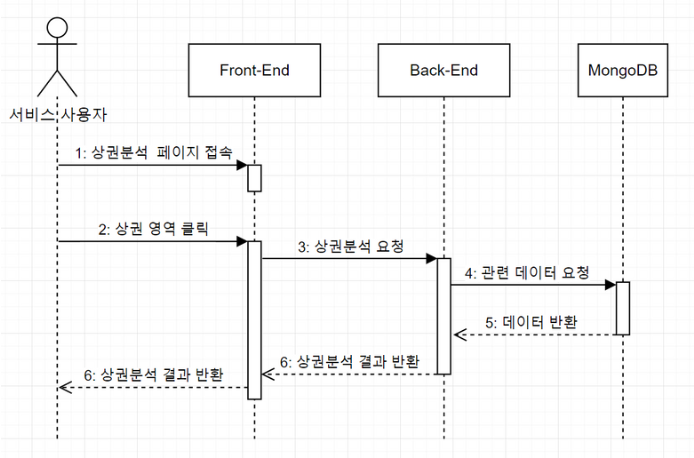 Front-End
Back-End
MongoDB
서비스 사용자
1: 상권분석 페이지 접속
2: 상권 영역 클릭
3: 상권분석 요청
4: 관련 데이터 요청
5: 데이터 반환
6: 상권분석 결과 반환
6: 상권분석 결과 반환